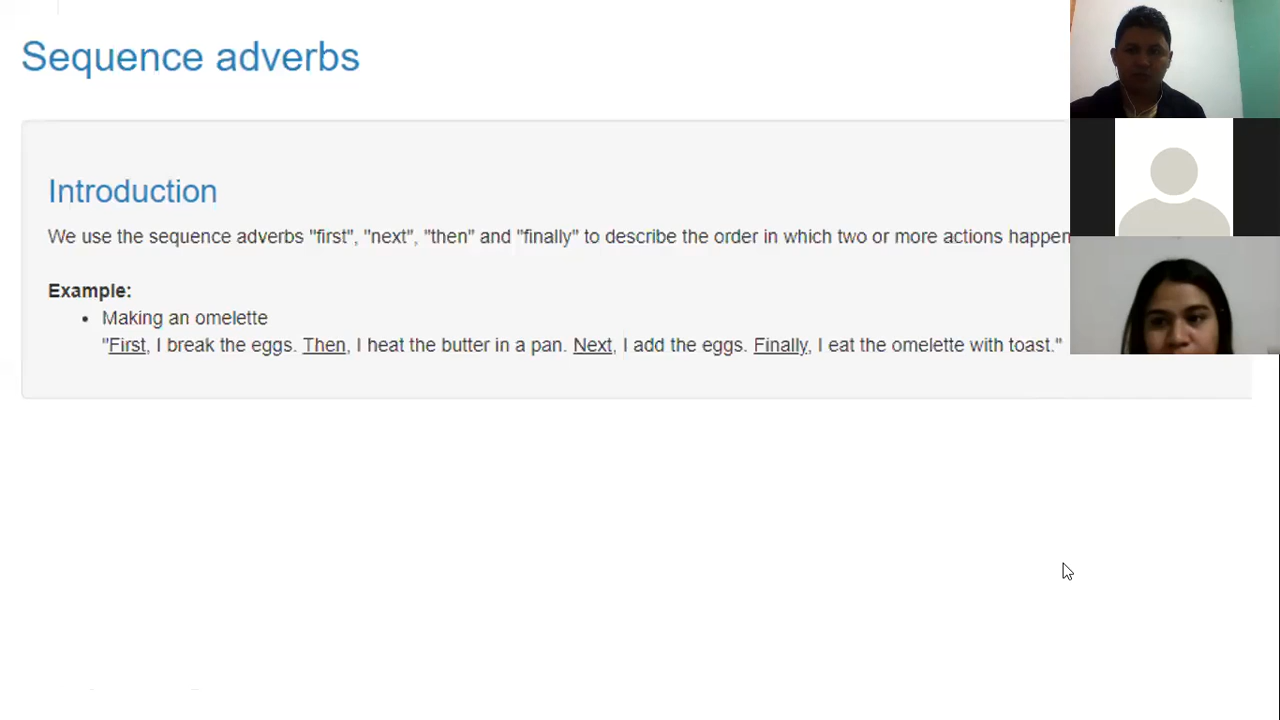 Sequence adverbs
Introduction
We use the sequence adverbs "first", "next", "then" and "finally" to describe the order in which two or more actions happen
Example:
• Making an omelette
"First, I break the eggs. Then, I heat the butter in a pan. Next, I add the eggs. Finally, I eat the omelette with toast."